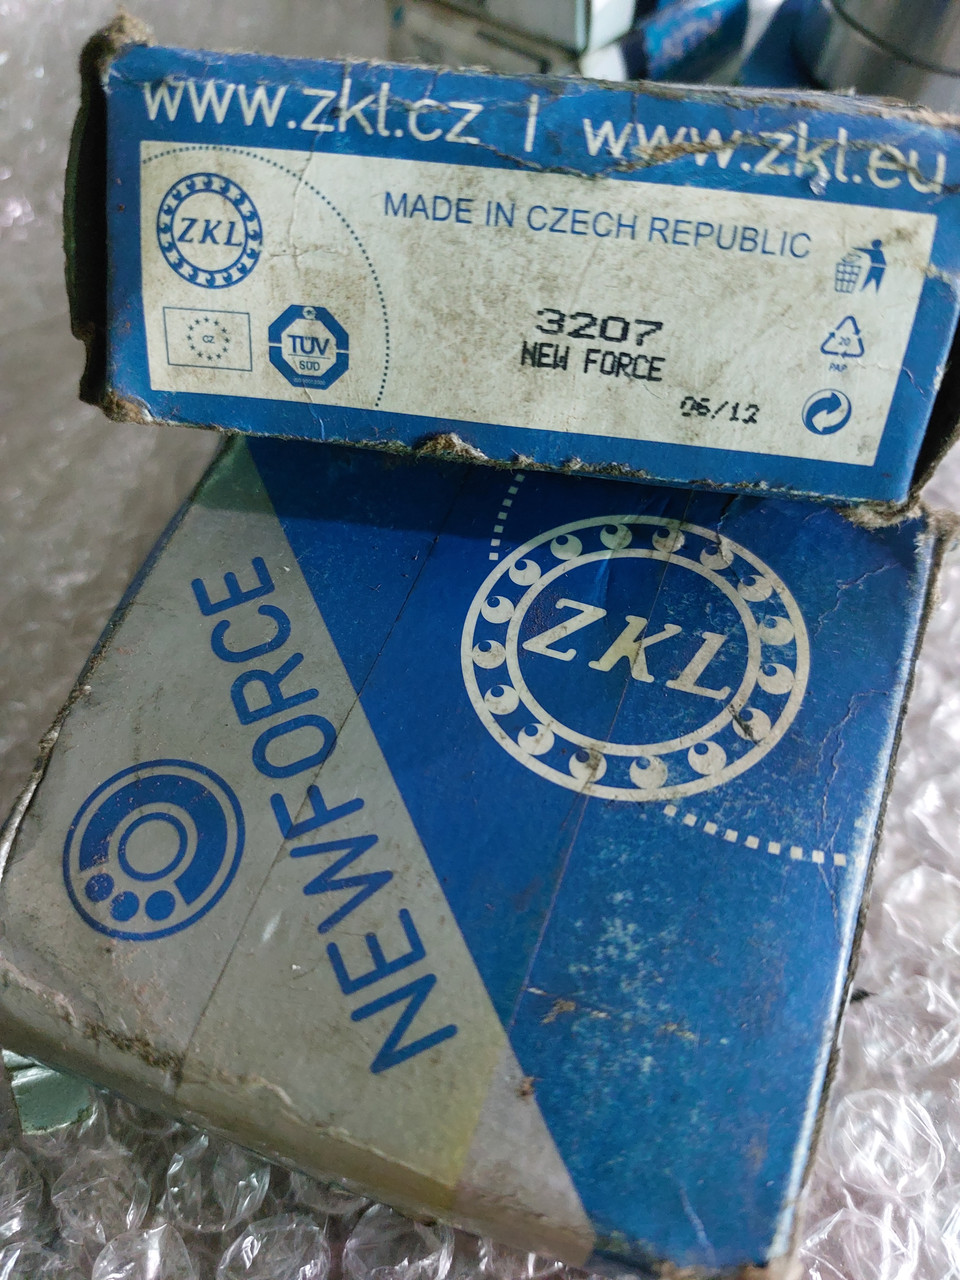 www.zkl.cz | www.zkl.eu
ZKL
MADE IN CZECH REPUBLIC
CZ
TÜV
SÜD
3207
NEW FORCE
06/12
20
PAP
ZKL
NEWFORCE